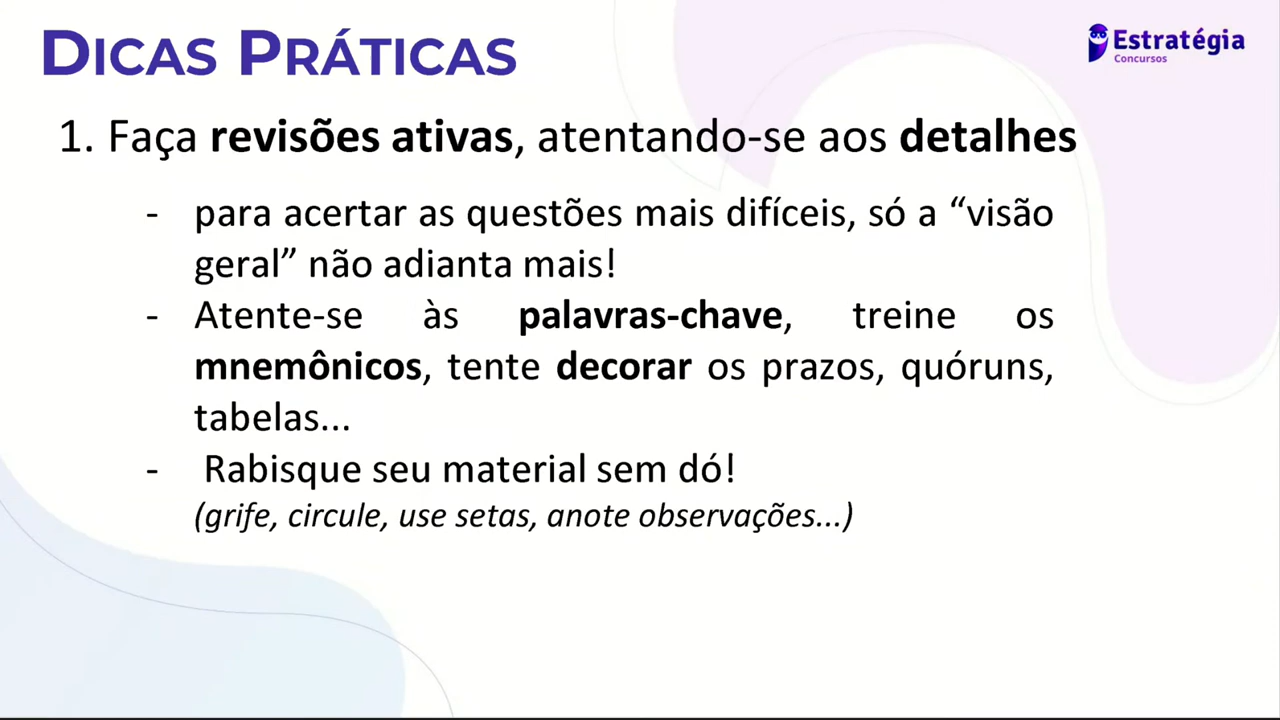 DICAS PRÁTICAS
Estratégia
Concursos
1. Faça revisões ativas, atentando-se aos detalhes
- para acertar as questões mais difíceis, só a “visão
geral” não adianta mais!
- Atente-se às palavras-chave, treine os
mnemônicos, tente decorar os prazos, quóruns,
tabelas...
- Rabisque seu material sem dó!
(grife, circule, use setas, anote observações...)